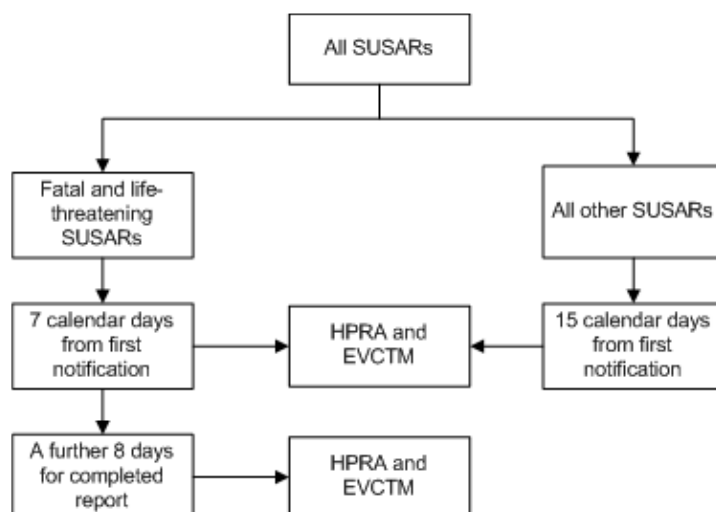 All SUSARs
Fatal and life-
threatening
SUSARs
All other SUSARs
7 calendar days
from first
notification
HPRA and
EVCTM
15 calendar days
from first
notification
A further 8 days
for completed
report
HPRA and
EVCTM